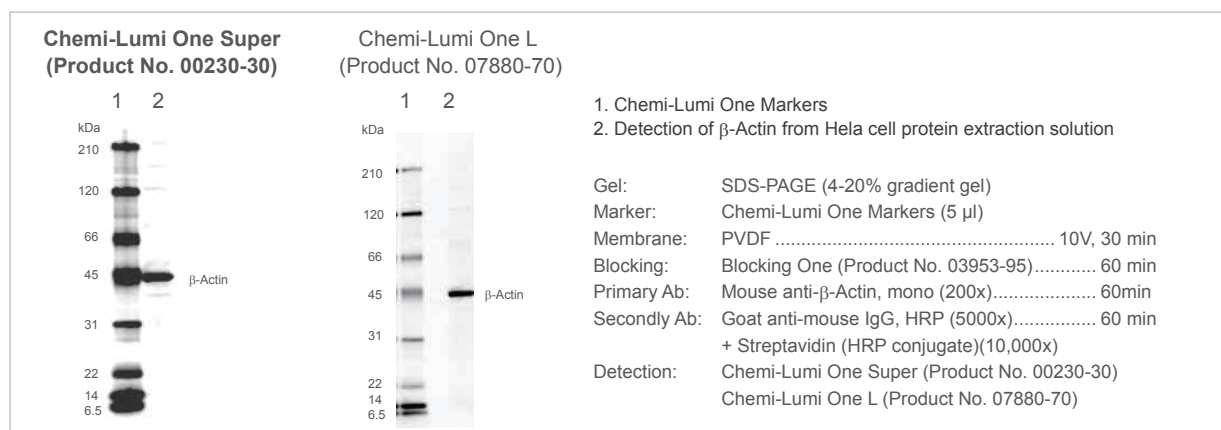 Chemi-Lumi One Super
(Product No. 00230-30)
1 2
kDa
210
120
66
45
31
22
14
6.5
β-Actin
Chemi-Lumi One L
(Product No. 07880-70)
1 2
kDa
210
120
66
45
31
22
14
6.5
β-Actin
1. Chemi-Lumi One Markers
2. Detection of β-Actin from Hela cell protein extraction solution
Gel: SDS-PAGE (4-20% gradient gel)
Marker: Chemi-Lumi One Markers (5 µl)
Membrane: PVDF ........................................................ 10V, 30 min
Blocking: Blocking One (Product No. 03953-95)............ 60 min
Primary Ab: Mouse anti-β-Actin, mono (200x)..................... 60min
Secondly Ab: Goat anti-mouse IgG, HRP (5000x)................ 60 min
+ Streptavidin (HRP conjugate)(10,000x)
Detection: Chemi-Lumi One Super (Product No. 00230-30)
Chemi-Lumi One L (Product No. 07880-70)